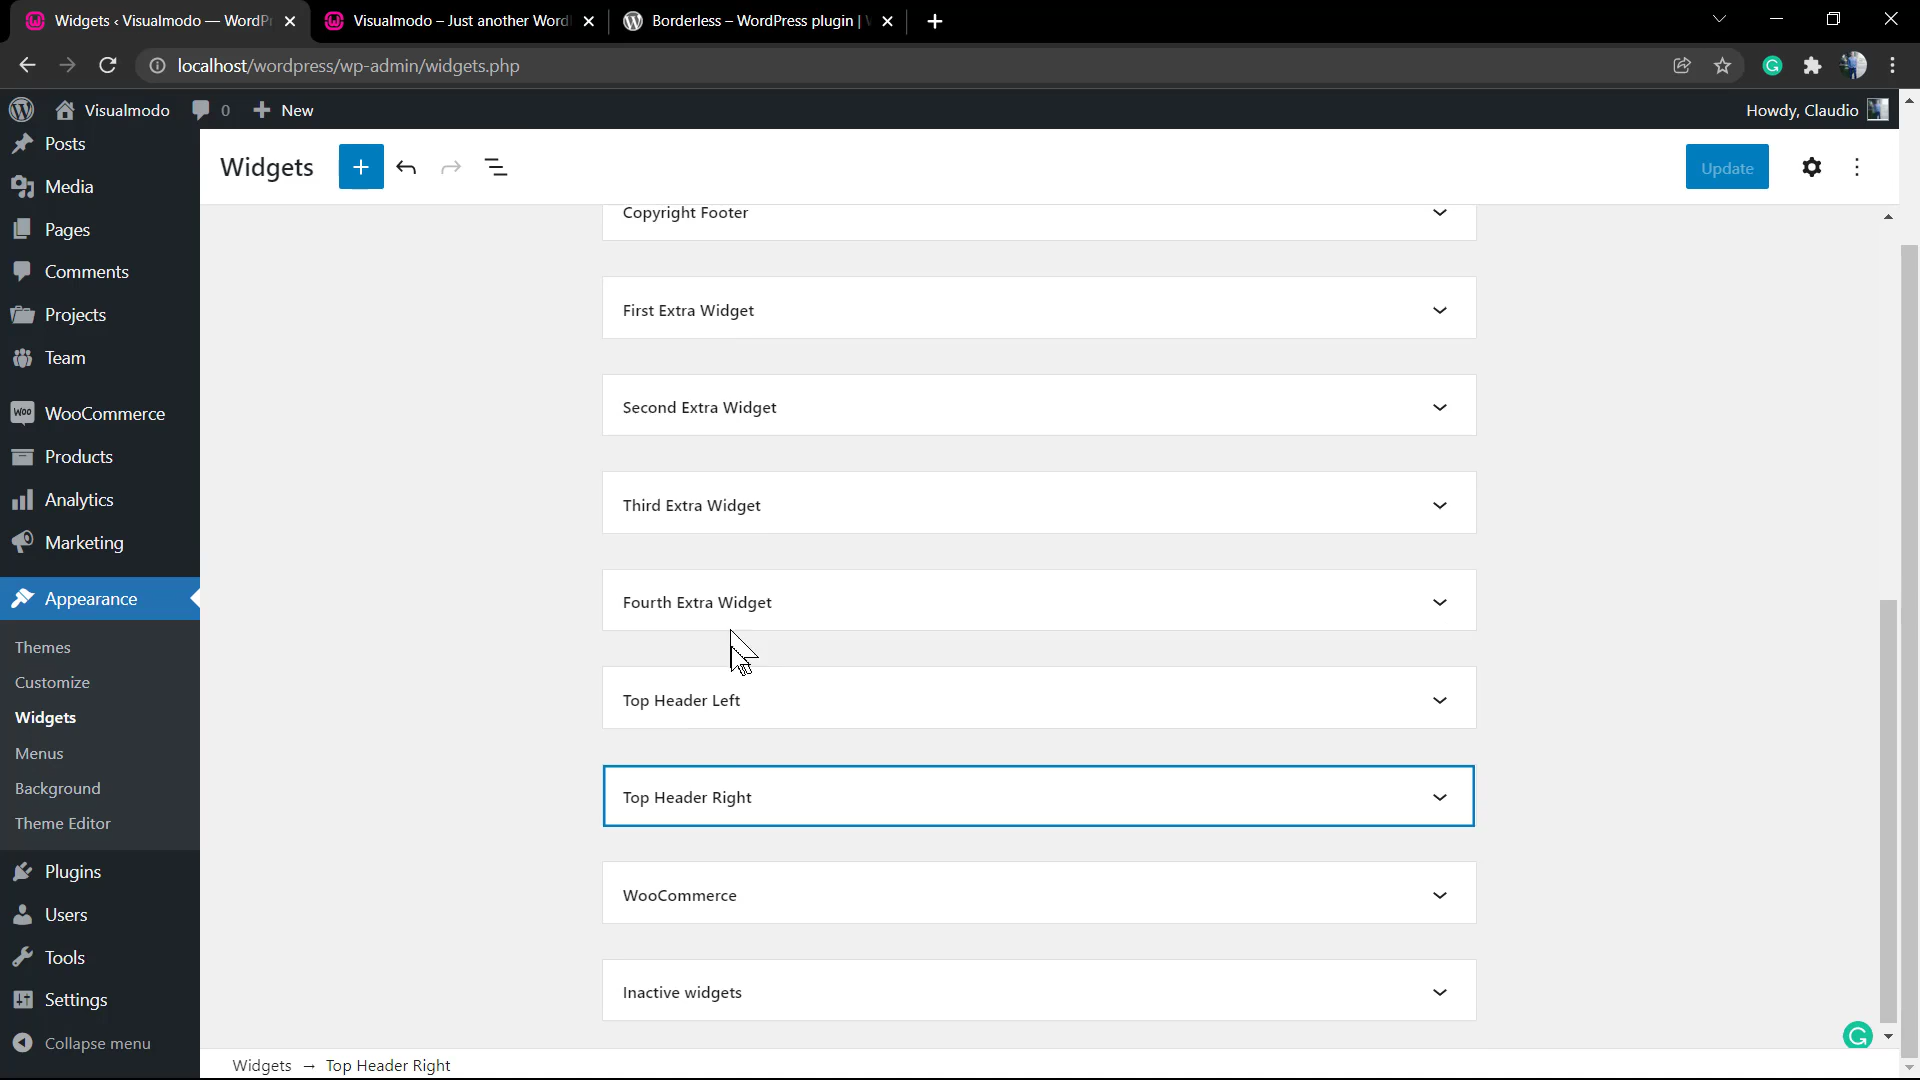 Widgets ‹ Visualmodo — WordP
Visualmodo – Just another Word
Borderless – WordPress plugin |
localhost/wordpress/wp-admin/widgets.php
Visualmodo
0
New
Howdy, Claudio
Posts
Media
Pages
Comments
Projects
Team
WooCommerce
Products
Analytics
Marketing
Appearance
Themes
Customize
Widgets
Menus
Background
Theme Editor
Plugins
Users
Tools
Settings
Collapse menu
Widgets
Update
Copyright Footer
First Extra Widget
Second Extra Widget
Third Extra Widget
Fourth Extra Widget
Top Header Left
Top Header Right
WooCommerce
Inactive widgets
Widgets → Top Header Right